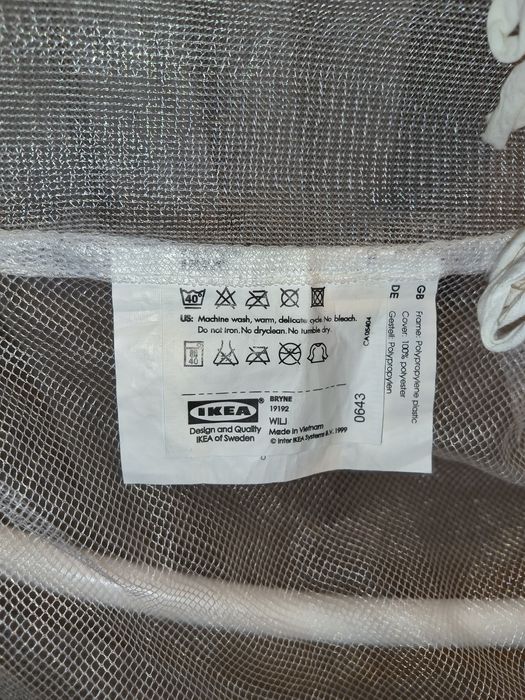 40°
US: Machine wash, warm, delicate cycle No bleach.
Do not iron. No dryclean. No tumble dry.
40
IKEA
Design and Quality
IKEA of Sweden
BRYNE
19192
WILJ
Made in Vietnam
© Inter IKEA Systems B.V. 1999
0643
CA50404
GB
Frame: Polypropylene plastic
Cover: 100% polyester
DE
Gestell: Polypropylen